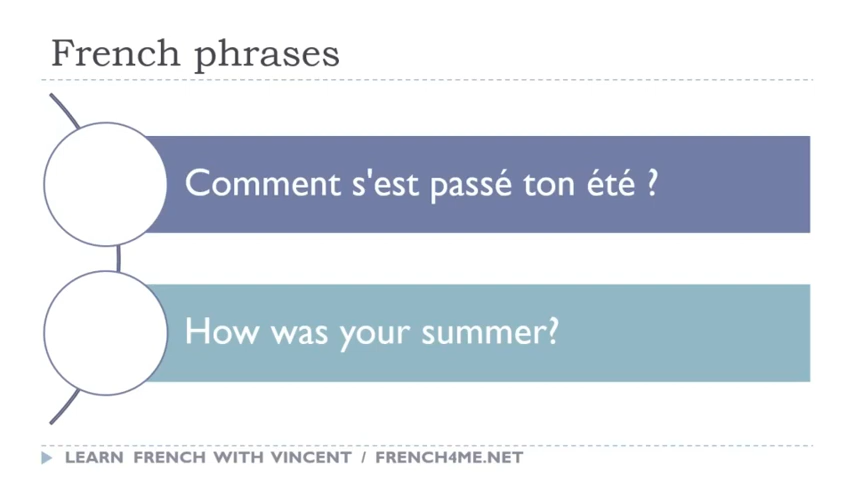 French phrases
Comment s'est passé ton été ?
How was your summer?
LEARN FRENCH WITH VINCENT / FRENCH4ME.NET